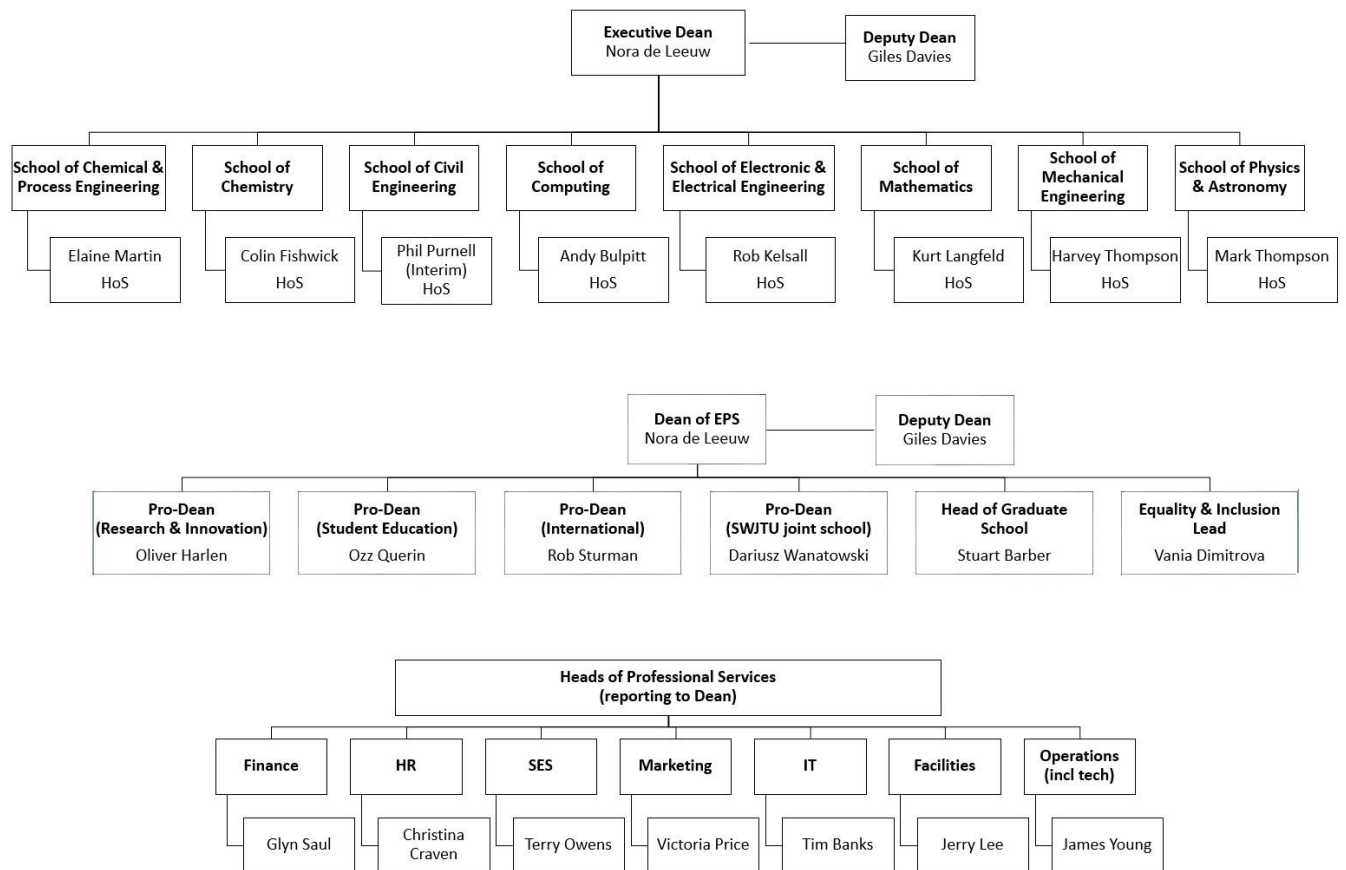 Executive Dean
Nora de Leeuw
Deputy Dean
Giles Davies
School of Chemical &
Process Engineering
School of
Chemistry
School of Civil
Engineering
School of
Computing
School of Electronic &
Electrical Engineering
School of
Mathematics
School of
Mechanical
Engineering
School of Physics
& Astronomy
Elaine Martin
HoS
Colin Fishwick
HoS
Phil Purnell
(Interim)
HoS
Andy Bulpitt
HoS
Rob Kelsall
HoS
Kurt Langfeld
HoS
Harvey Thompson
HoS
Mark Thompson
HoS
Dean of EPS
Nora de Leeuw
Deputy Dean
Giles Davies
Pro-Dean
(Research & Innovation)
Oliver Harlen
Pro-Dean
(Student Education)
Ozz Querin
Pro-Dean
(International)
Rob Sturman
Pro-Dean
(SWJTU joint school)
Dariusz Wanatowski
Head of Graduate
School
Stuart Barber
Equality & Inclusion
Lead
Vania Dimitrova
Heads of Professional Services
(reporting to Dean)
Finance
HR
SES
Marketing
IT
Facilities
Operations
(incl tech)
Glyn Saul
Christina
Craven
Terry Owens
Victoria Price
Tim Banks
Jerry Lee
James Young